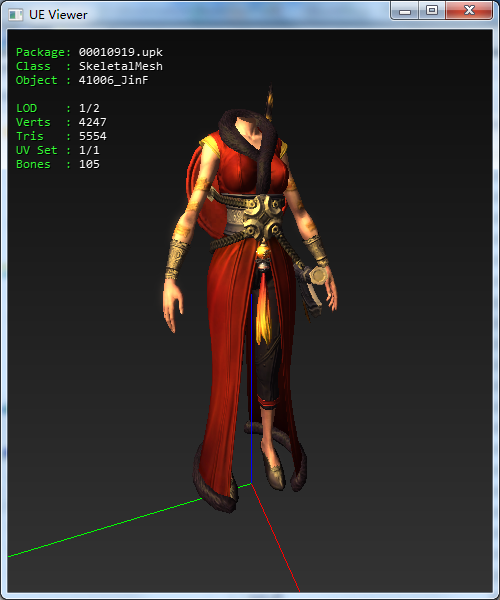 UE Viewer
Package: 00010919.upk
Class : SkeletalMesh
Object : 41006_JinF
LOD : 1/2
Verts : 4247
Tris : 5554
UV Set : 1/1
Bones : 105